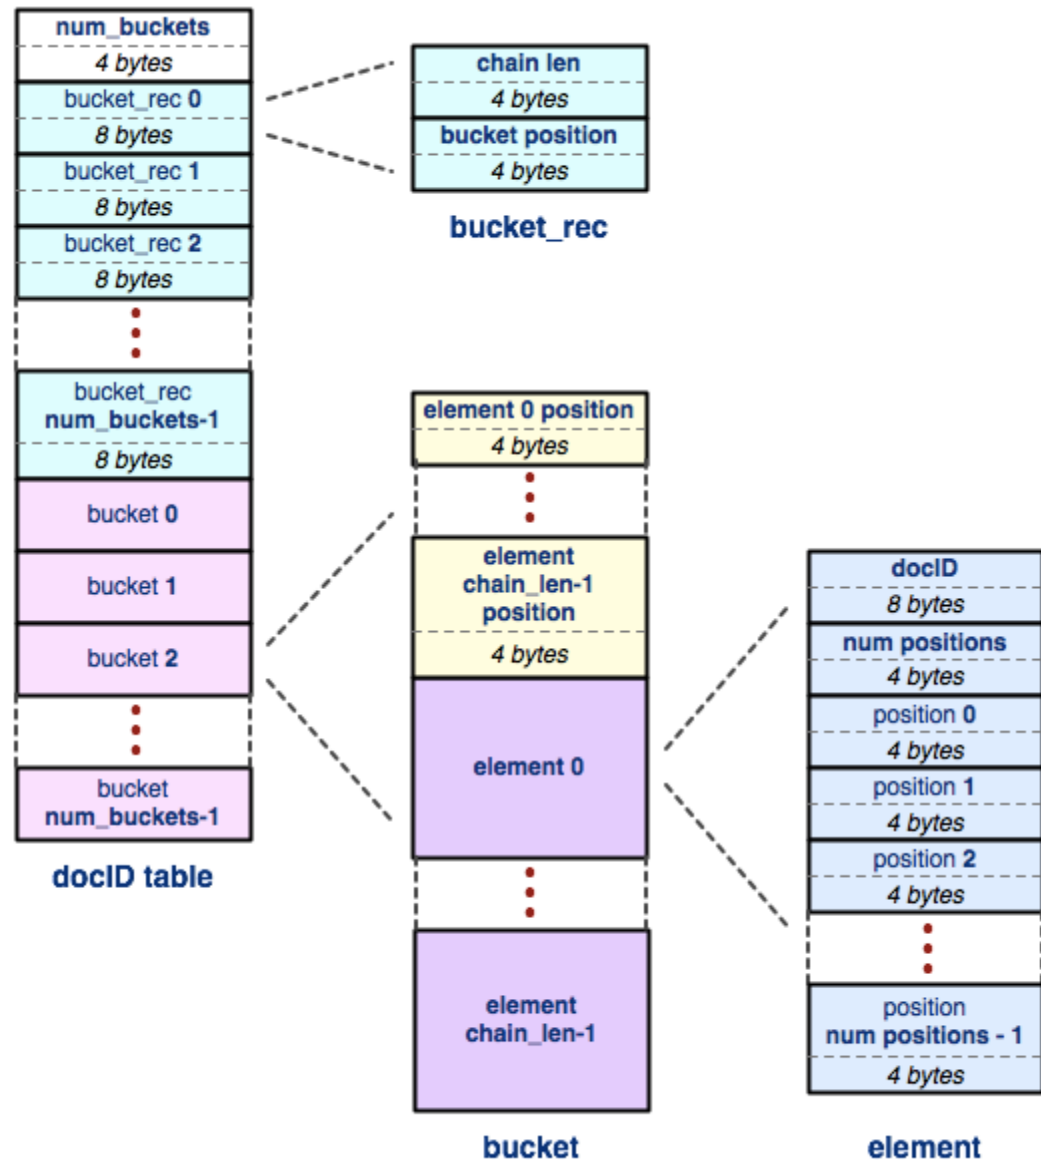 num_buckets
4 bytes
bucket_rec 0
8 bytes
bucket_rec 1
8 bytes
bucket_rec 2
8 bytes
bucket_rec
num_buckets-1
8 bytes
bucket 0
bucket 1
bucket 2
bucket
num_buckets-1
docID table
chain len
4 bytes
bucket position
4 bytes
bucket_rec
element 0 position
4 bytes
element
chain_len-1
position
4 bytes
element 0
element
chain_len-1
bucket
docID
8 bytes
num positions
4 bytes
position 0
4 bytes
position 1
4 bytes
position 2
4 bytes
position
num positions - 1
4 bytes
element